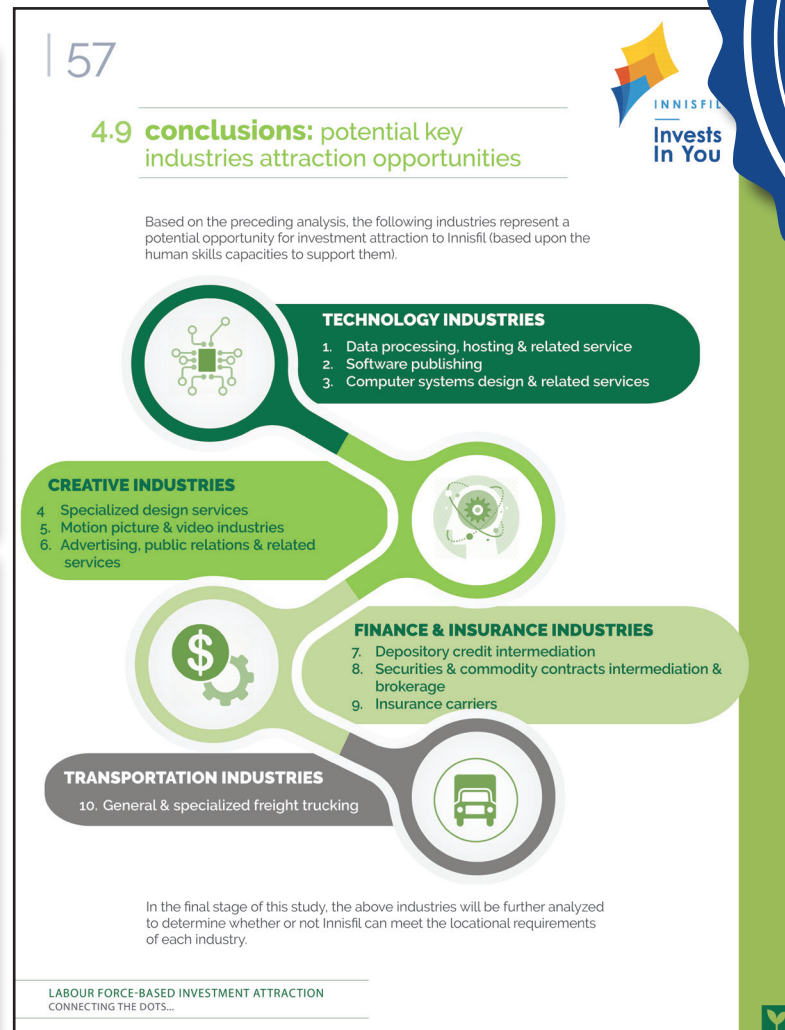 | 57
INNISFIL
Invests
In You
4.9 conclusions: potential key
industries attraction opportunities
Based on the preceding analysis, the following industries represent a
potential opportunity for investment attraction to Innisfil (based upon the
human skills capacities to support them).
TECHNOLOGY INDUSTRIES
1. Data processing, hosting & related service
2. Software publishing
3. Computer systems design & related services
CREATIVE INDUSTRIES
4 Specialized design services
5. Motion picture & video industries
6. Advertising, public relations & related
services
FINANCE & INSURANCE INDUSTRIES
7. Depository credit intermediation
8. Securities & commodity contracts intermediation &
brokerage
9. Insurance carriers
TRANSPORTATION INDUSTRIES
10. General & specialized freight trucking
In the final stage of this study, the above industries will be further analyzed
to determine whether or not Innisfil can meet the locational requirements
of each industry.
LABOUR FORCE-BASED INVESTMENT ATTRACTION
CONNECTING THE DOTS...